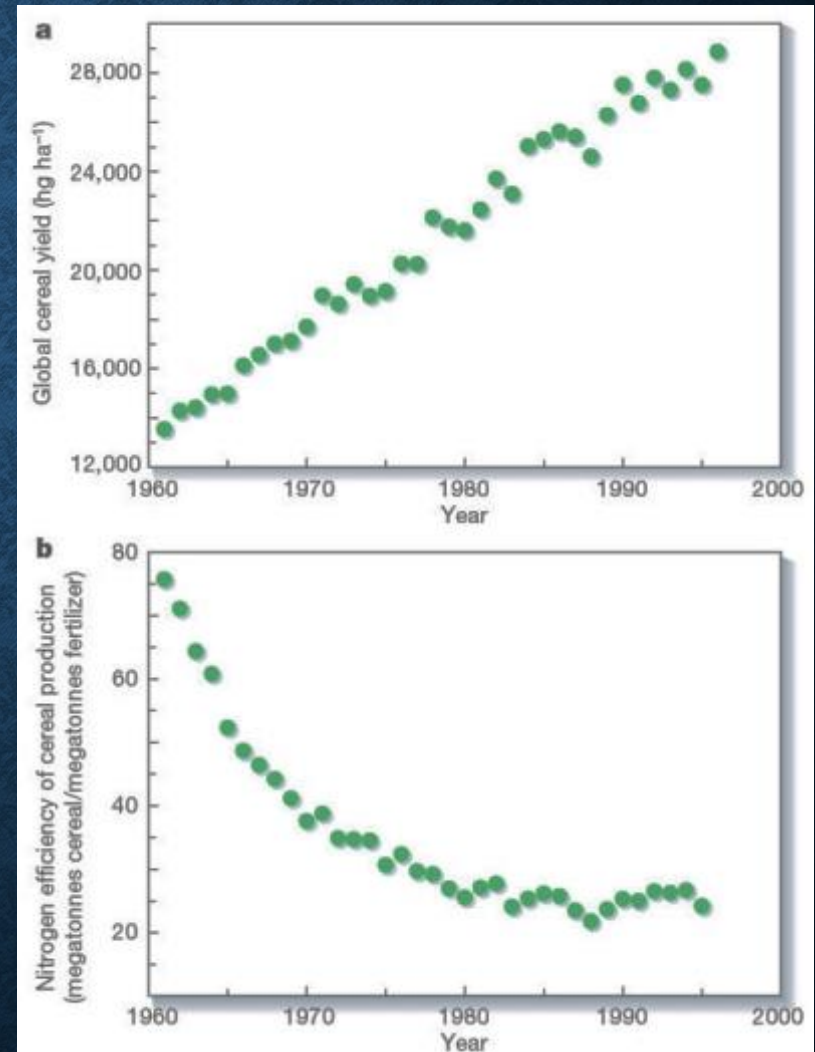 a
Global cereal yield (hg ha⁻¹)
28,000
24,000
20,000
16,000
12,000
1960 1970 1980 1990 2000
Year
b
Nitrogen efficiency of cereal production
(megatonnes cereal/megatonnes fertilizer)
80
60
40
20
1960 1970 1980 1990 2000
Year